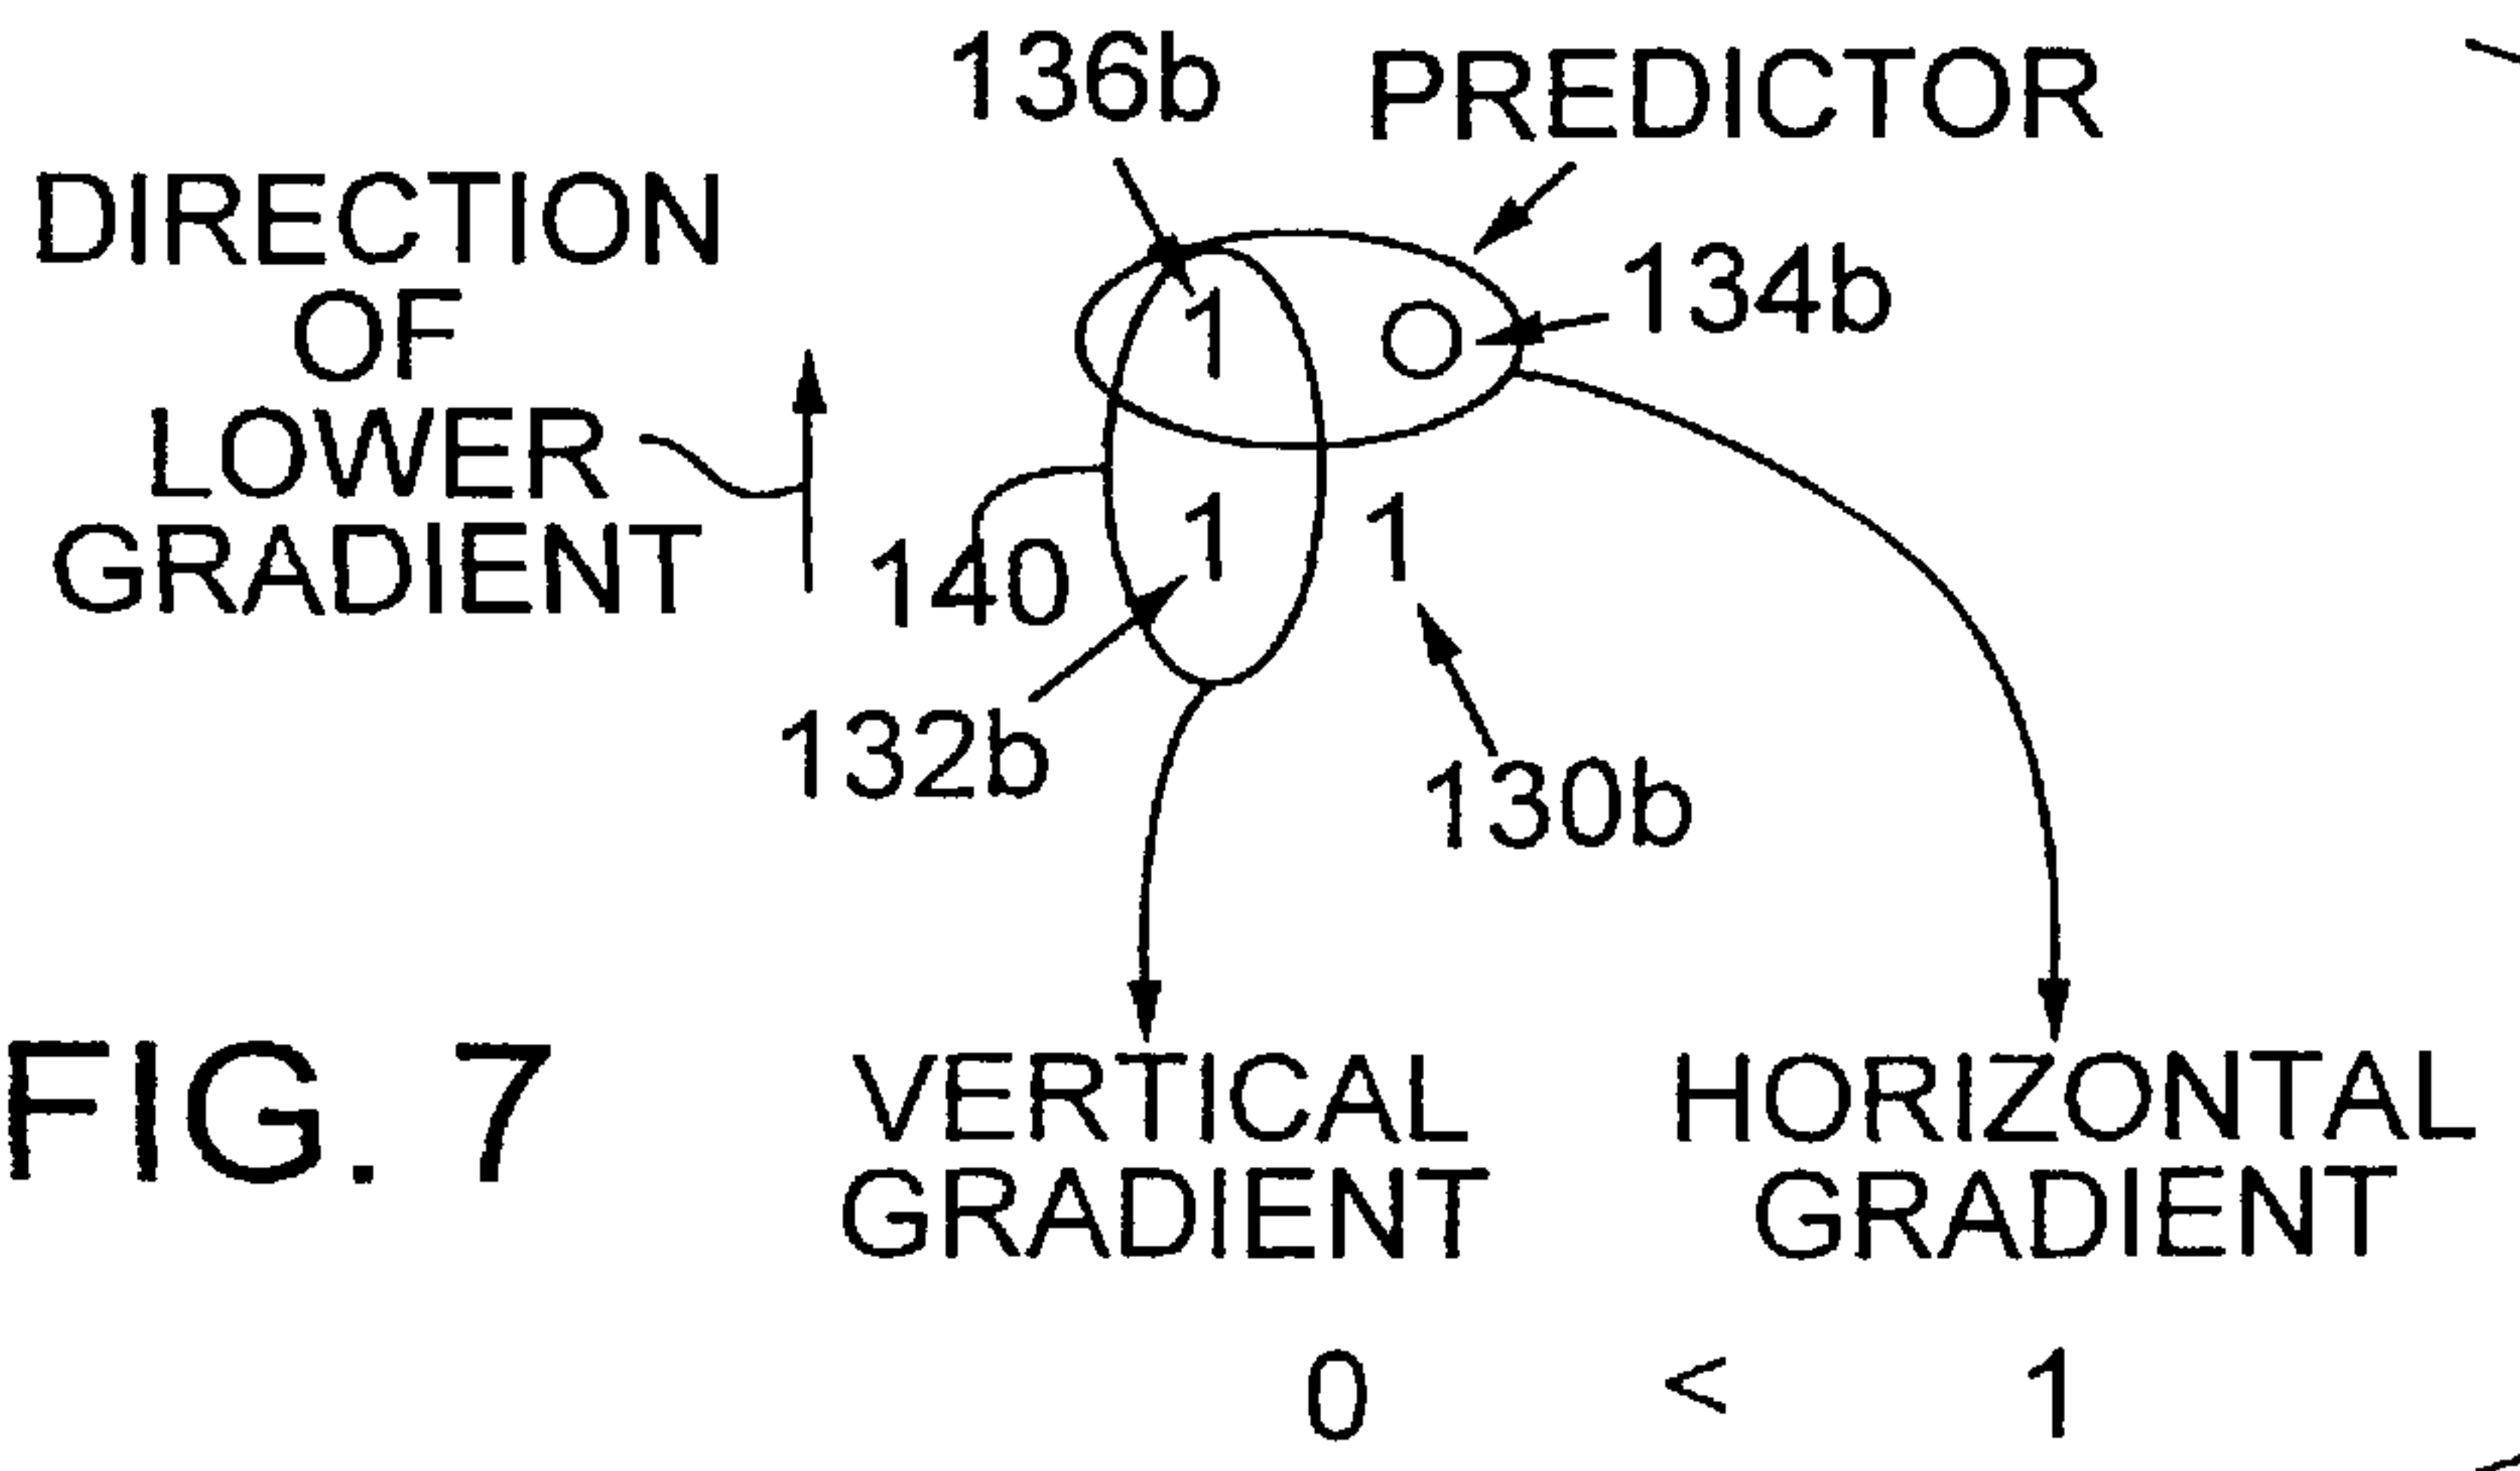 136b PREDICTOR
DIRECTION
OF
LOWER
GRADIENT
134b
1 0
1 1
140
132b
130b
FIG. 7
VERTICAL
GRADIENT
HORIZONTAL
GRADIENT
0 < 1